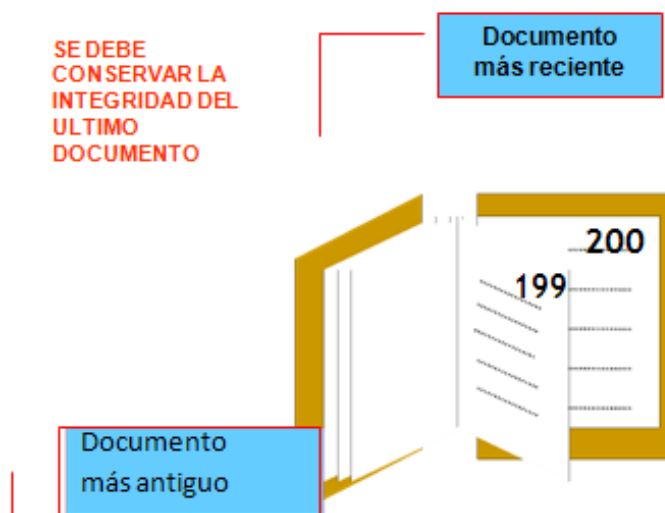 SE DEBE
CONSERVAR LA
INTEGRIDAD DEL
ULTIMO
DOCUMENTO
Documento
más reciente
200
199
Documento
más antiguo